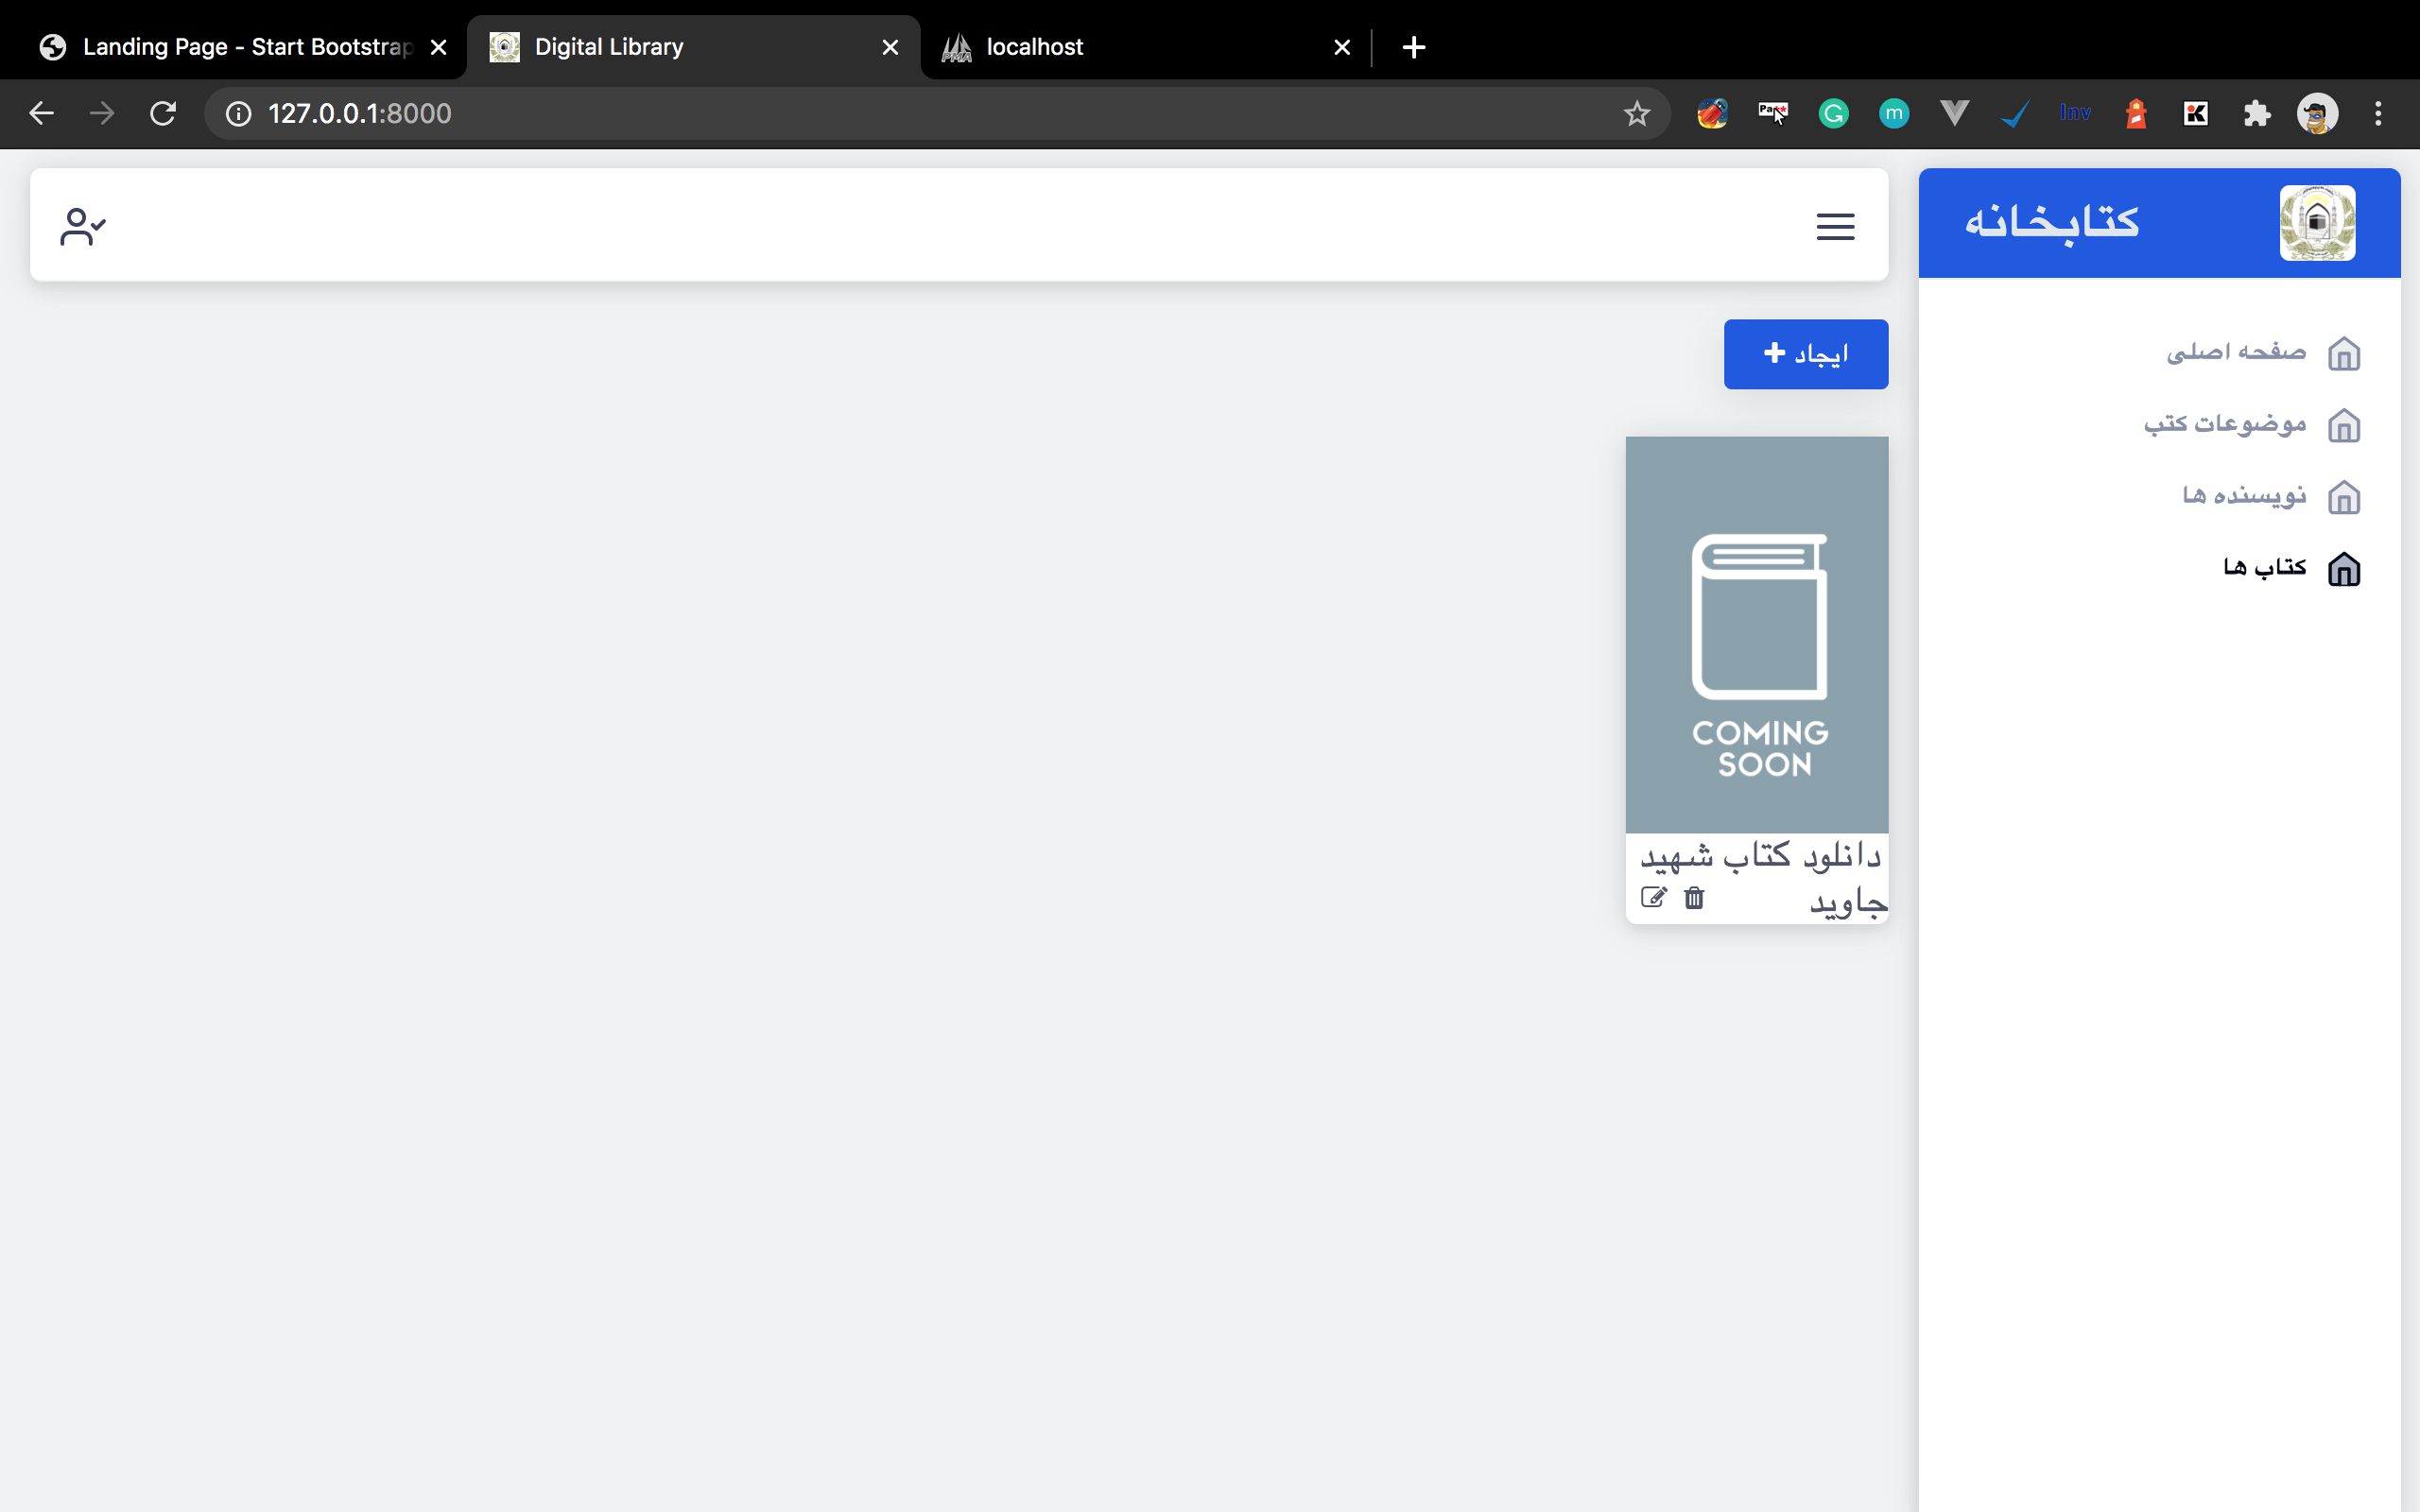 Landing Page - Start Bootstrap
Digital Library
localhost
127.0.0.1:8000
G
m
Inv
کتابخانه
صفحه اصلی
موضوعات کتب
نویسنده ها
کتاب ها
ایجاد
COMING
SOON
دانلود کتاب شهید
جاوید